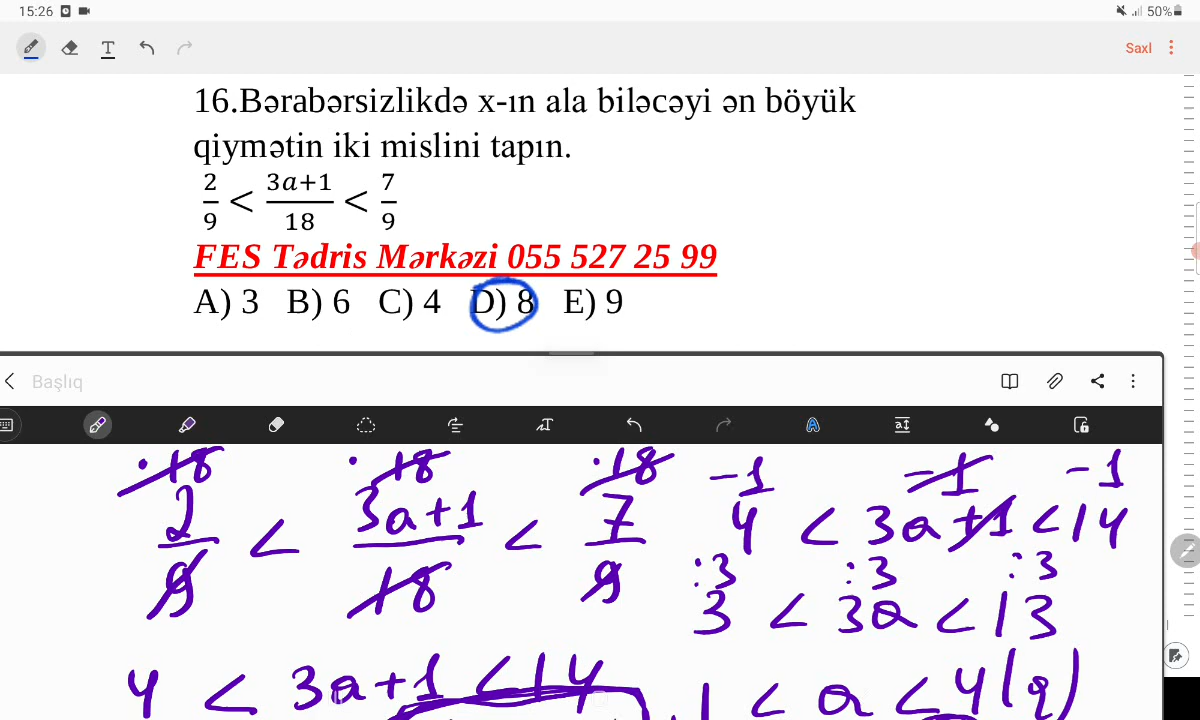 15:26 50%
Saxl
16.Bərabərsizlikdə x-ın ala biləcəyi ən böyük
qiymətin iki mislini tapın.
2/9 < 3a+1/18 < 7/9
FES Tədris Mərkəzi 055 527 25 99
A) 3 B) 6 C) 4 D) 8 E) 9
Başlıq
·18 ·18 ·18
2/9 < 3a+1/18 < 7/9
4 < 3a+1 < 14
-1 -1 -1
4 < 3a+1 < 14
:3 :3 :3
3 < 3a < 13
1 < a < 4(q)